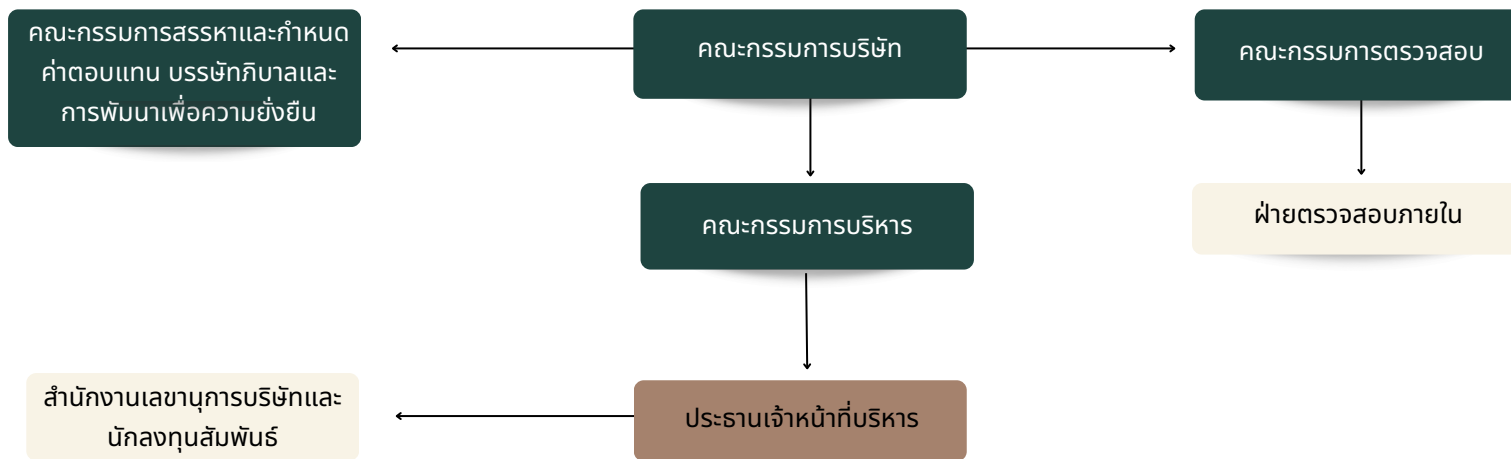 คณะกรรมการสรรหาและกำหนด
ค่าตอบแทน บรรษัทภิบาลและ
การพัมนาเพื่อความยั่งยืน
คณะกรรมการบริษัท
คณะกรรมการตรวจสอบ
คณะกรรมการบริหาร
ฝ่ายตรวจสอบภายใน
สำนักงานเลขานุการบริษัทและ
นักลงทุนสัมพันธ์
ประธานเจ้าหน้าที่บริหาร